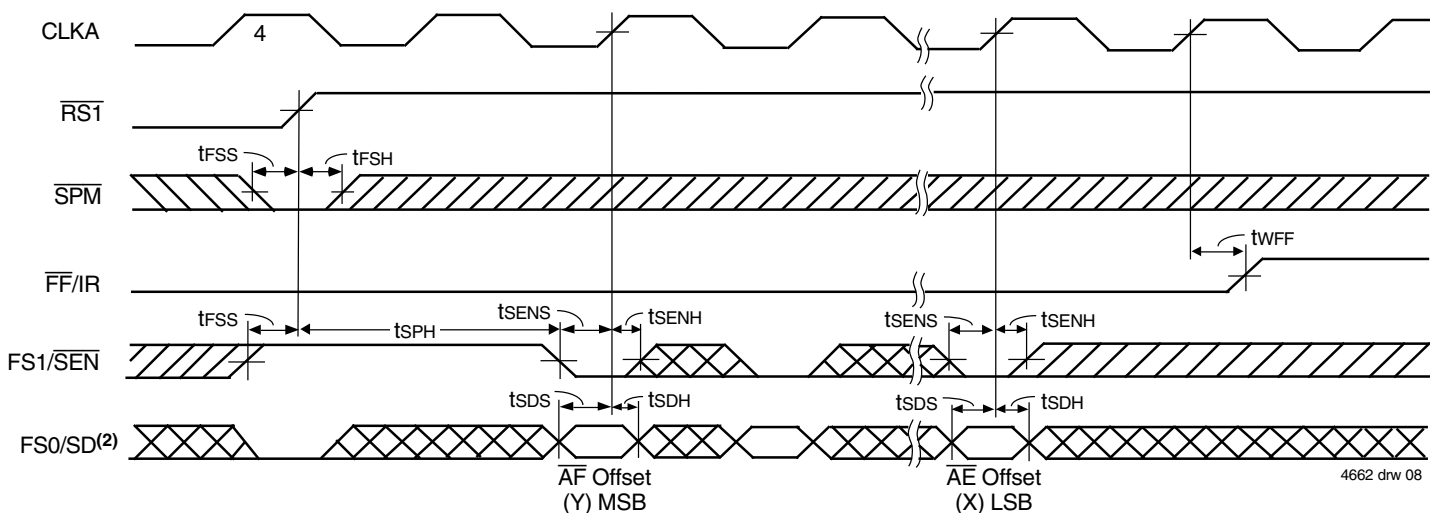 CLKA
4
RS1
tFSS
tFSH
SPM
tWFF
FF/IR
tFSS
tSPH
tSENS
tSENH
tSENS
tSENH
FS1/SEN
tSDS
tSDH
tSDS
tSDH
FS0/SD(2)
AF Offset
(Y) MSB
AE Offset
(X) LSB
4662 drw 08